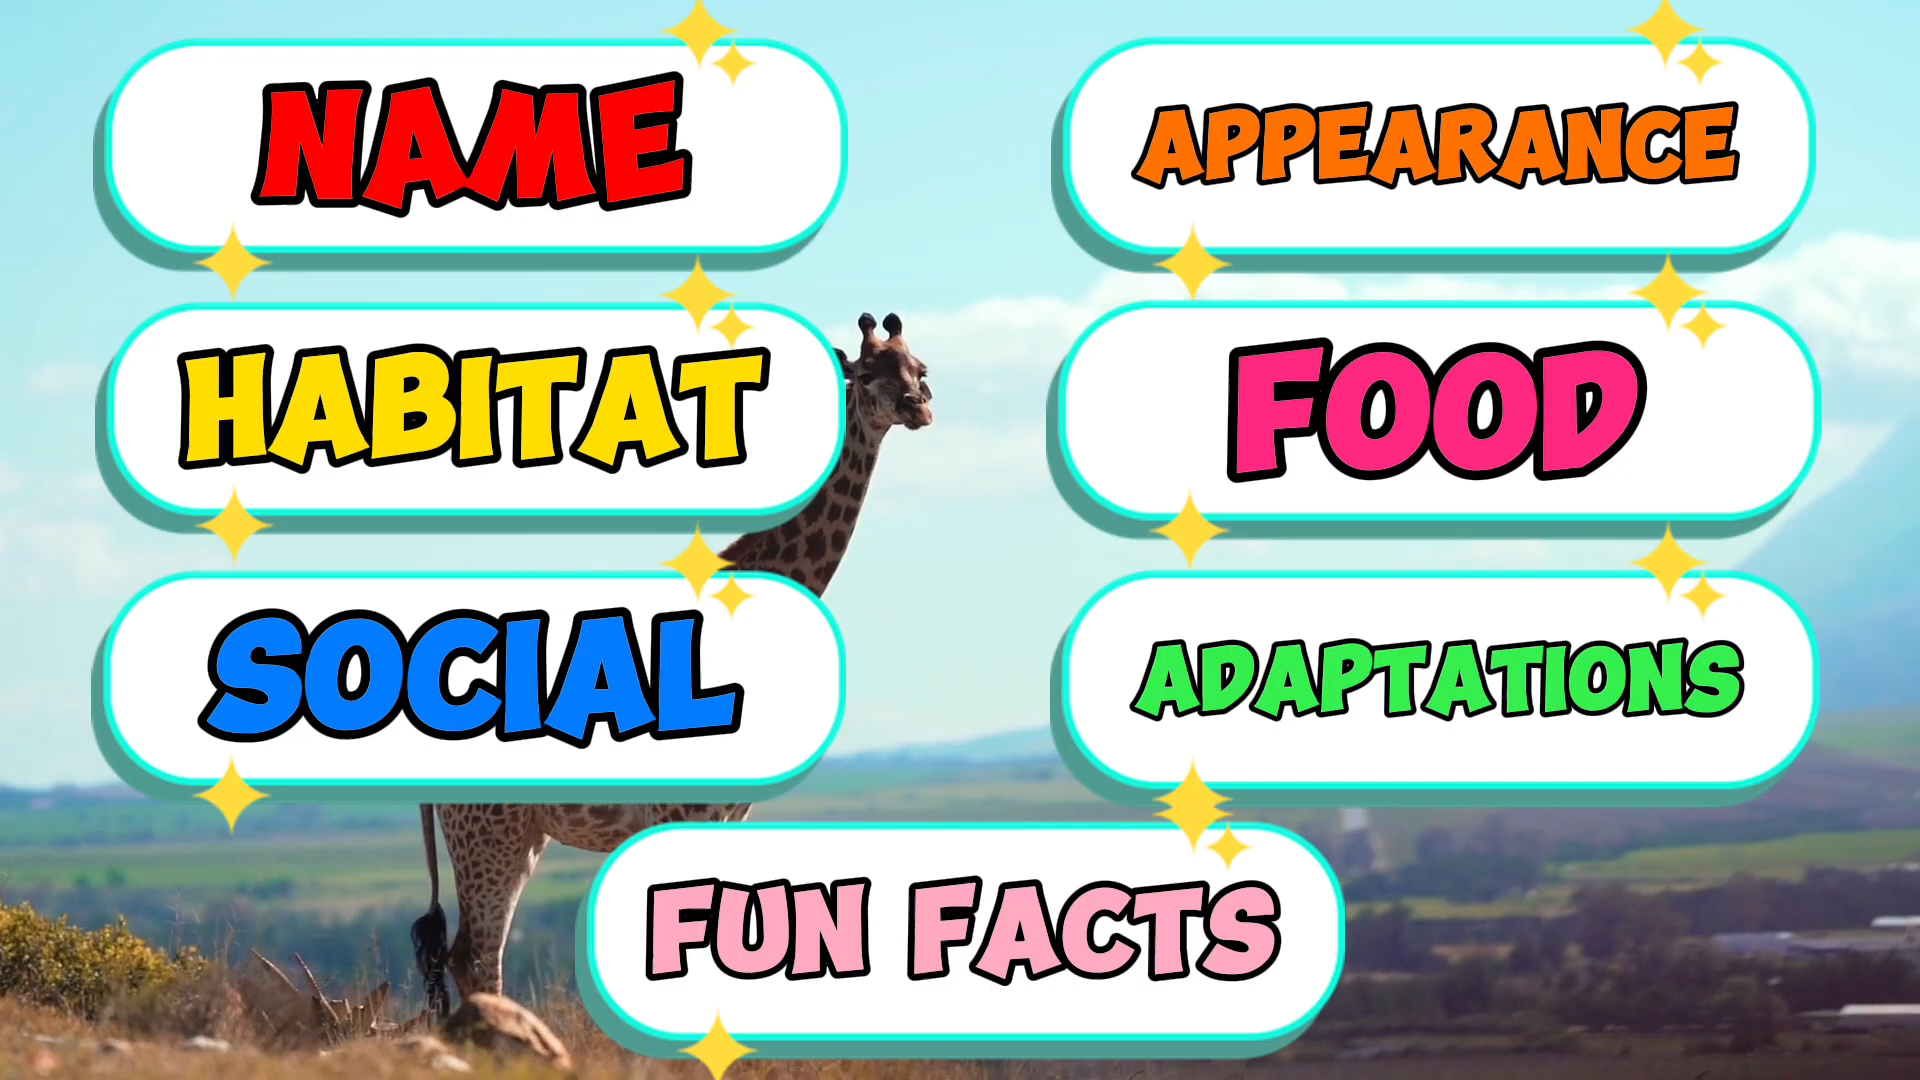 NAME
APPEARANCE
HABITAT
FOOD
SOCIAL
ADAPTATIONS
FUN FACTS